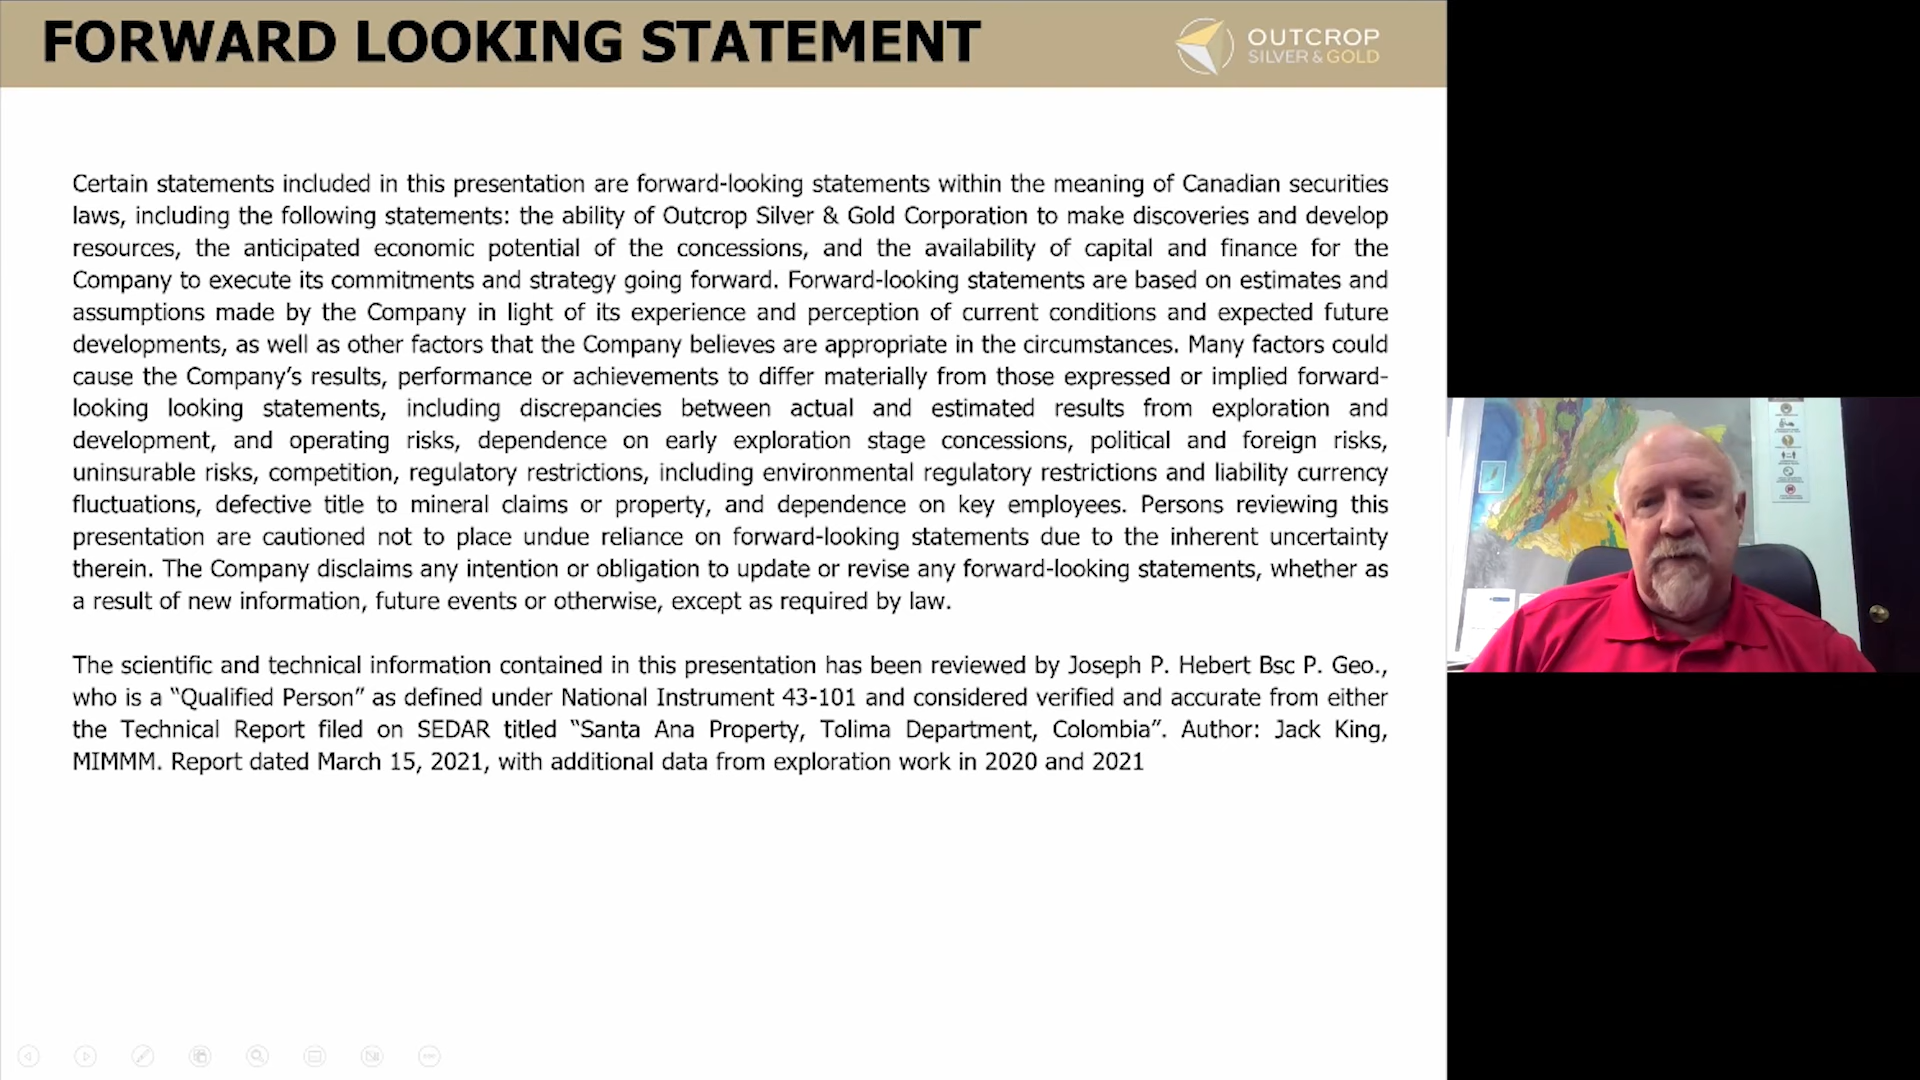 FORWARD LOOKING STATEMENT
OUTCROP
SILVER & GOLD
Certain statements included in this presentation are forward-looking statements within the meaning of Canadian securities
laws, including the following statements: the ability of Outcrop Silver & Gold Corporation to make discoveries and develop
resources, the anticipated economic potential of the concessions, and the availability of capital and finance for the
Company to execute its commitments and strategy going forward. Forward-looking statements are based on estimates and
assumptions made by the Company in light of its experience and perception of current conditions and expected future
developments, as well as other factors that the Company believes are appropriate in the circumstances. Many factors could
cause the Company’s results, performance or achievements to differ materially from those expressed or implied forward-
looking looking statements, including discrepancies between actual and estimated results from exploration and
development, and operating risks, dependence on early exploration stage concessions, political and foreign risks,
uninsurable risks, competition, regulatory restrictions, including environmental regulatory restrictions and liability currency
fluctuations, defective title to mineral claims or property, and dependence on key employees. Persons reviewing this
presentation are cautioned not to place undue reliance on forward-looking statements due to the inherent uncertainty
therein. The Company disclaims any intention or obligation to update or revise any forward-looking statements, whether as
a result of new information, future events or otherwise, except as required by law.
The scientific and technical information contained in this presentation has been reviewed by Joseph P. Hebert Bsc P. Geo.,
who is a “Qualified Person” as defined under National Instrument 43-101 and considered verified and accurate from either
the Technical Report filed on SEDAR titled “Santa Ana Property, Tolima Department, Colombia”. Author: Jack King,
MIMMM. Report dated March 15, 2021, with additional data from exploration work in 2020 and 2021